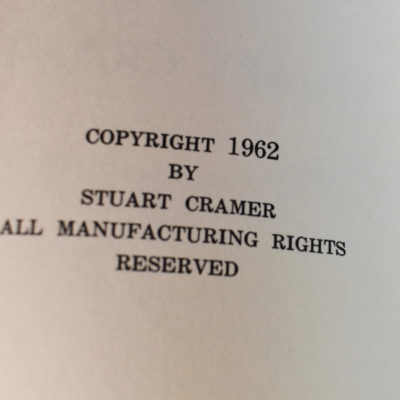 COPYRIGHT 1962
BY
STUART CRAMER
ALL MANUFACTURING RIGHTS
RESERVED